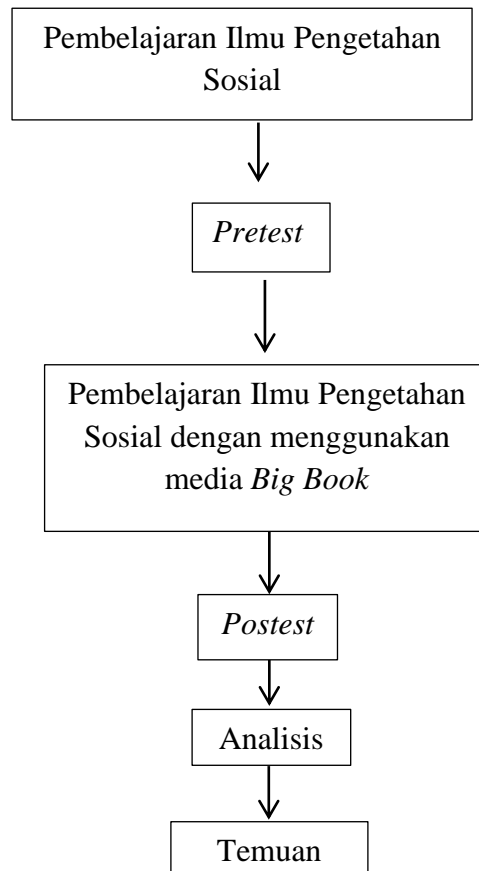 Pembelajaran Ilmu Pengetahan
Sosial
Pretest
Pembelajaran Ilmu Pengetahan
Sosial dengan menggunakan
media Big Book
Postest
Analisis
Temuan